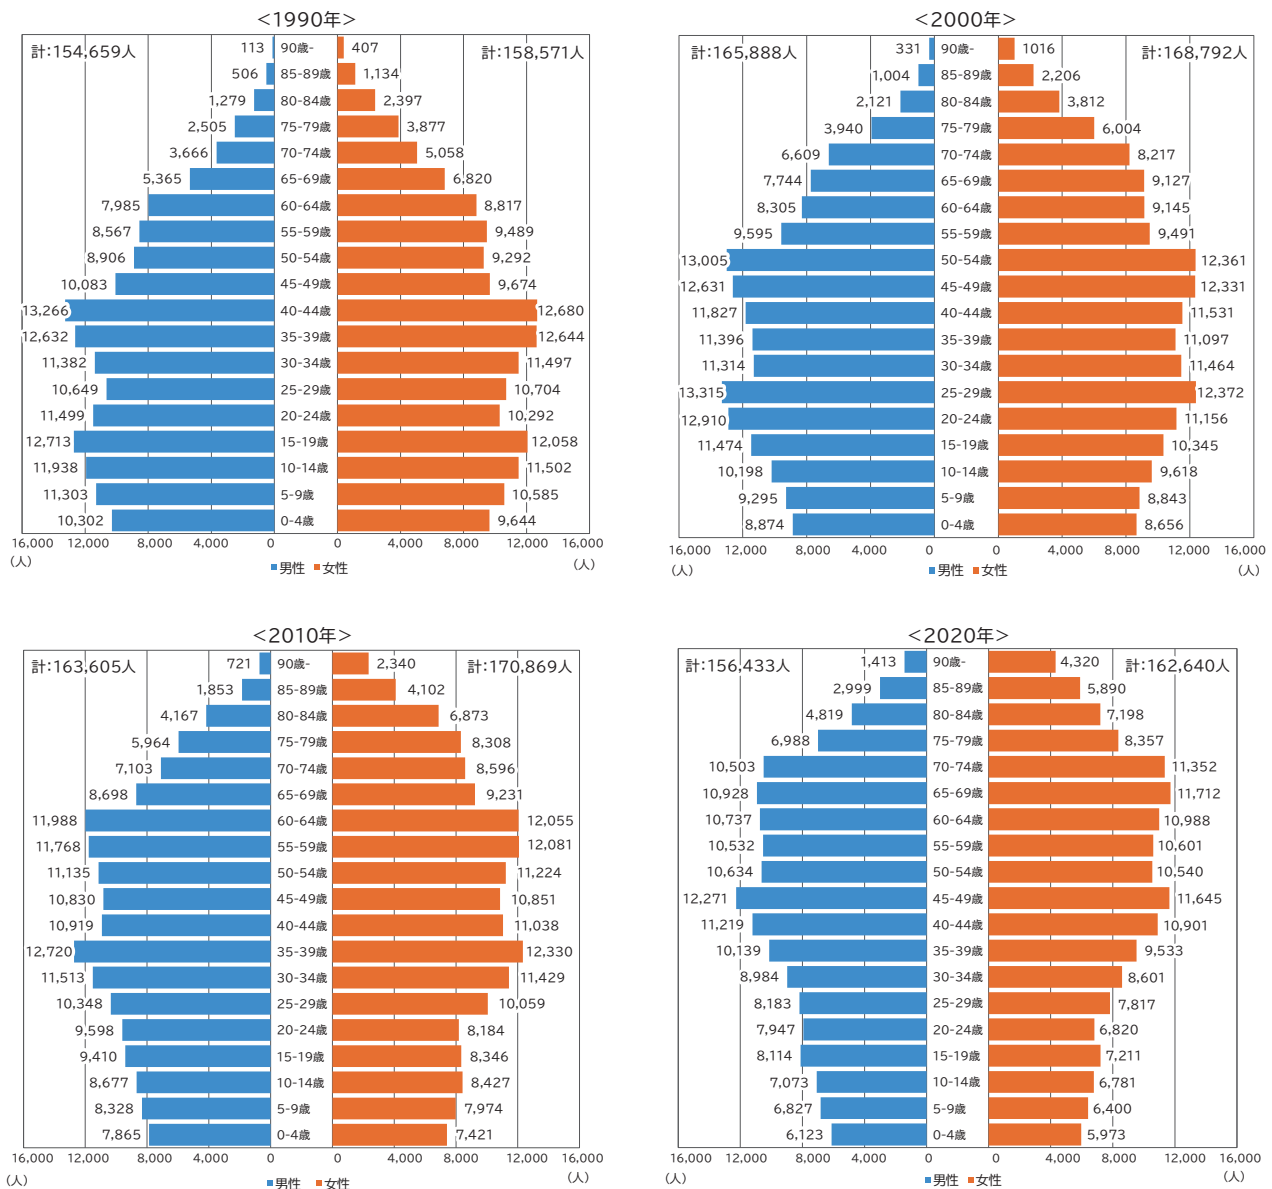 <1990年>
計:154,659人 計:158,571人
113 90歳- 407
506 85-89歳 1,134
1,279 80-84歳 2,397
2,505 75-79歳 3,877
3,666 70-74歳 5,058
5,365 65-69歳 6,820
7,985 60-64歳 8,817
8,567 55-59歳 9,489
8,906 50-54歳 9,292
10,083 45-49歳 9,674
13,266 40-44歳 12,680
12,632 35-39歳 12,644
11,382 30-34歳 11,497
10,649 25-29歳 10,704
11,499 20-24歳 10,292
12,713 15-19歳 12,058
11,938 10-14歳 11,502
11,303 5-9歳 10,585
10,302 0-4歳 9,644
16,000 12,000 8,000 4,000 0 0 4,000 8,000 12,000 16,000
(人) (人)
男性 女性
<2000年>
計:165,888人 計:168,792人
331 90歳- 1016
1,004 85-89歳 2,206
2,121 80-84歳 3,812
3,940 75-79歳 6,004
6,609 70-74歳 8,217
7,744 65-69歳 9,127
8,305 60-64歳 9,145
9,595 55-59歳 9,491
13,005 50-54歳 12,361
12,631 45-49歳 12,331
11,827 40-44歳 11,531
11,396 35-39歳 11,097
11,314 30-34歳 11,464
13,315 25-29歳 12,372
12,910 20-24歳 11,156
11,474 15-19歳 10,345
10,198 10-14歳 9,618
9,295 5-9歳 8,843
8,874 0-4歳 8,656
16,000 12,000 8,000 4,000 0 0 4,000 8,000 12,000 16,000
(人) (人)
男性 女性
<2010年>
計:163,605人 計:170,869人
721 90歳- 2,340
1,853 85-89歳 4,102
4,167 80-84歳 6,873
5,964 75-79歳 8,308
7,103 70-74歳 8,596
8,698 65-69歳 9,231
11,988 60-64歳 12,055
11,768 55-59歳 12,081
11,135 50-54歳 11,224
10,830 45-49歳 10,851
10,919 40-44歳 11,038
12,720 35-39歳 12,330
11,513 30-34歳 11,429
10,348 25-29歳 10,059
9,598 20-24歳 8,184
9,410 15-19歳 8,346
8,677 10-14歳 8,427
8,328 5-9歳 7,974
7,865 0-4歳 7,421
16,000 12,000 8,000 4,000 0 0 4,000 8,000 12,000 16,000
(人) (人)
男性 女性
<2020年>
計:156,433人 計:162,640人
1,413 90歳- 4,320
2,999 85-89歳 5,890
4,819 80-84歳 7,198
6,988 75-79歳 8,357
10,503 70-74歳 11,352
10,928 65-69歳 11,712
10,737 60-64歳 10,988
10,532 55-59歳 10,601
10,634 50-54歳 10,540
12,271 45-49歳 11,645
11,219 40-44歳 10,901
10,139 35-39歳 9,533
8,984 30-34歳 8,601
8,183 25-29歳 7,817
7,947 20-24歳 6,820
8,114 15-19歳 7,211
7,073 10-14歳 6,781
6,827 5-9歳 6,400
6,123 0-4歳 5,973
16,000 12,000 8,000 4,000 0 0 4,000 8,000 12,000 16,000
(人) (人)
男性 女性